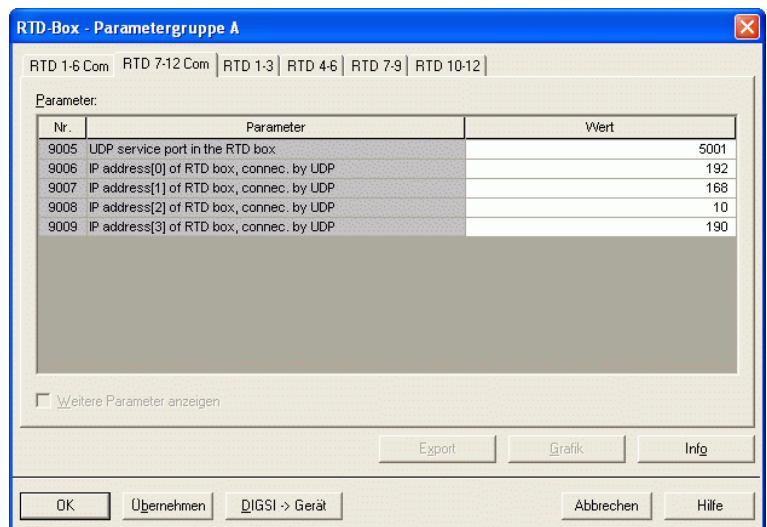 RTD-Box - Parametergruppe A
RTD 1-6 Com RTD 7-12 Com RTD 1-3 RTD 4-6 RTD 7-9 RTD 10-12
Parameter:
Nr. Parameter Wert
9005 UDP service port in the RTD box 5001
9006 IP address[0] of RTD box, connec. by UDP 192
9007 IP address[1] of RTD box, connec. by UDP 168
9008 IP address[2] of RTD box, connec. by UDP 10
9009 IP address[3] of RTD box, connec. by UDP 190
Weitere Parameter anzeigen
Export Grafik Info
OK Übernehmen DIGSI -> Gerät Abbrechen Hilfe